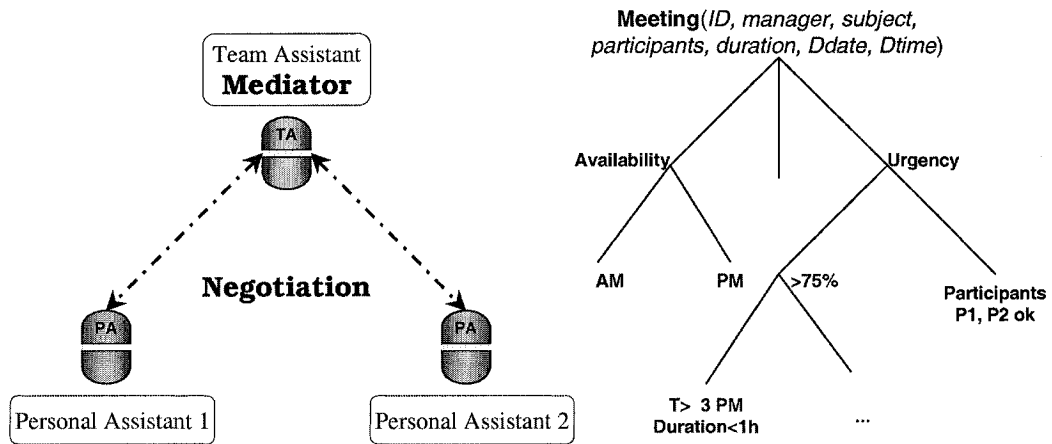 Team Assistant
Mediator
TA
Negotiation
PA
PA
Personal Assistant 1
Personal Assistant 2
Meeting(ID, manager, subject,
participants, duration, Ddate, Dtime)
Availability
Urgency
AM
PM
>75%
Participants
P1, P2 ok
T> 3 PM
Duration<1h
...